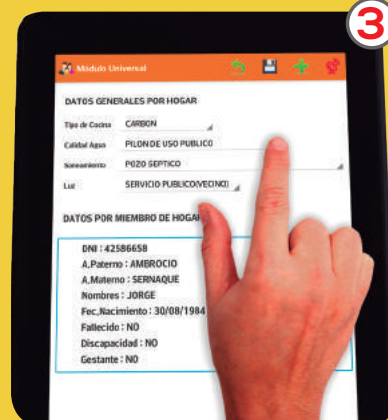 3
Módulo Universal
DATOS GENERALES POR HOGAR
Tipo de Cocina CARBON
Calidad Agua PILON DE USO PUBLICO
Saneamiento POZO SEPTICO
Luz SERVICIO PUBLICO(VECINO)
DATOS POR MIEMBRO DE HOGAR
DNI : 42586658
A.Paterno : AMBROCIO
A.Materno : SERNAQUE
Nombres : JORGE
Fec.Nacimiento : 30/08/1984
Fallecido : NO
Discapacidad : NO
Gestante : NO